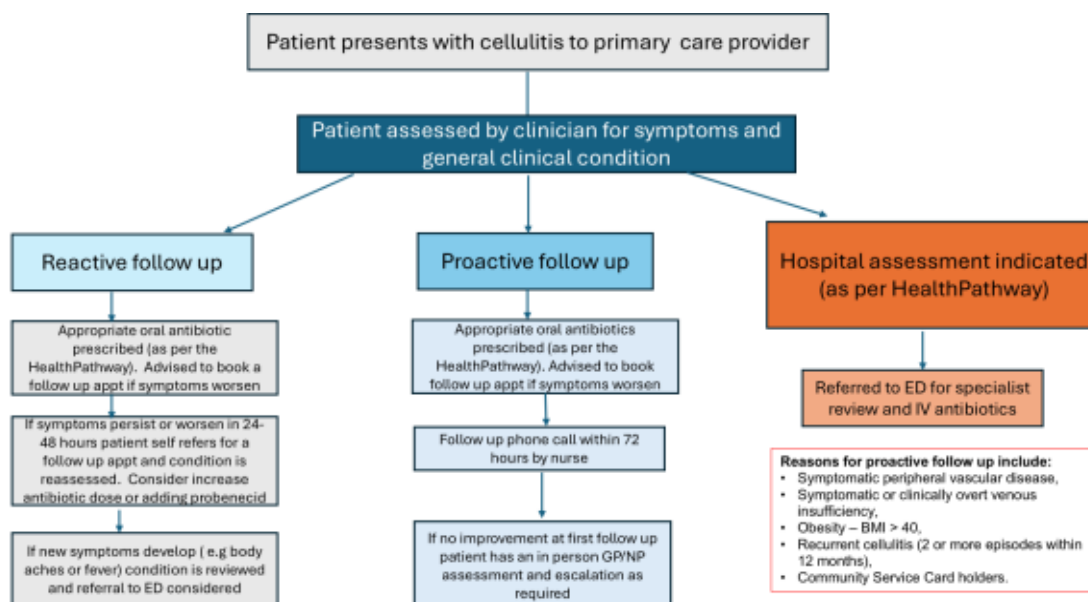 Patient presents with cellulitis to primary care provider
Patient assessed by clinician for symptoms and
general clinical condition
Reactive follow up
Appropriate oral antibiotic
prescribed (as per the
HealthPathway). Advised to book a
follow up appt if symptoms worsen
If symptoms persist or worsen in 24-
48 hours patient self refers for a
follow up appt and condition is
reassessed. Consider increase
antibiotic dose or adding probenecid
If new symptoms develop ( e.g body
aches or fever) condition is reviewed
and referral to ED considered
Proactive follow up
Appropriate oral antibiotics
prescribed (as per the
HealthPathway). Advised to book
follow up appt if symptoms worsen
Follow up phone call within 72
hours by nurse
If no improvement at first follow up
patient has an in person GP/NP
assessment and escalation as
required
Hospital assessment indicated
(as per HealthPathway)
Referred to ED for specialist
review and IV antibiotics
Reasons for proactive follow up include:
• Symptomatic peripheral vascular disease,
• Symptomatic or clinically overt venous
insufficiency,
• Obesity – BMI > 40,
• Recurrent cellulitis (2 or more episodes within
12 months),
• Community Service Card holders.